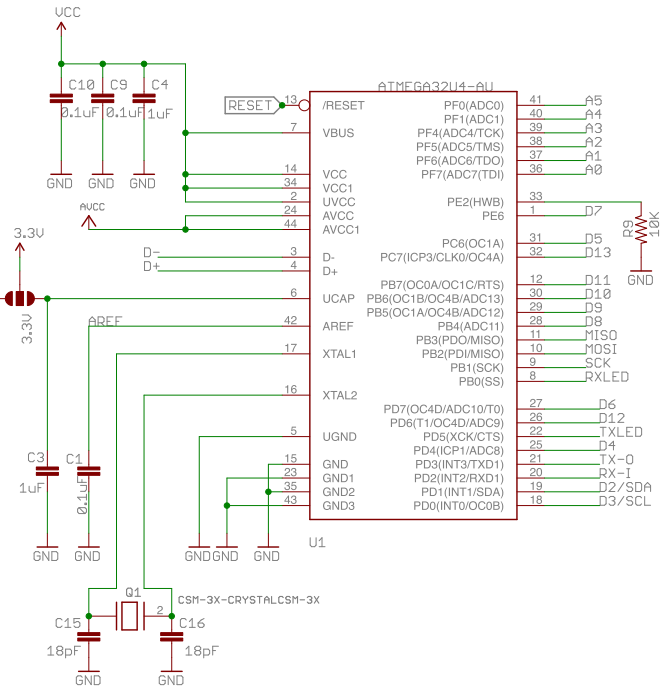 VCC
C10 C9 C4
0.1uF 0.1uF 1uF
GND GND GND
AVCC
3.3V
3.3V
D-
D+
AREF
C3 C1
1uF 0.1uF
GND GND GND GND GND
ATMEGA32U4-AU
RESET 13 /RESET
7 VBUS
14 VCC
34 VCC1
2 UVCC
24 AVCC
44 AVCC1
3 D-
4 D+
6 UCAP
42 AREF
17 XTAL1
16 XTAL2
5 UGND
15 GND
23 GND1
35 GND2
43 GND3
PF0(ADC0) 41 A5
PF1(ADC1) 40 A4
PF4(ADC4/TCK) 39 A3
PF5(ADC5/TMS) 38 A2
PF6(ADC6/TDO) 37 A1
PF7(ADC7(TDI) 36 A0
PE2(HWB) 33
PE6 1 D7
PC6(OC1A) 31 D5
PC7(ICP3/CLK0/OC4A) 32 D13
PB7(OC0A/OC1C/RTS) 12 D11
PB6(OC1B/OC4B/ADC13) 30 D10
PB5(OC1A/OC4B/ADC12) 29 D9
PB4(ADC11) 28 D8
PB3(PDO/MISO) 11 MISO
PB2(PDI/MISO) 10 MOSI
PB1(SCK) 9 SCK
PB0(SS) 8 RXLED
PD7(OC4D/ADC10/T0) 27 D6
PD6(T1/OC4D/ADC9) 26 D12
PD5(XCK/CTS) 22 TXLED
PD4(ICP1/ADC8) 25 D4
PD3(INT3/TXD1) 21 TX-O
PD2(INT2/RXD1) 20 RX-I
PD1(INT1/SDA) 19 D2/SDA
PD0(INT0/OC0B) 18 D3/SCL
R9 10K
GND
U1
Q1
2 CSM-3X-CRYSTALCSM-3X
C15 C16
18pF 18pF
GND GND